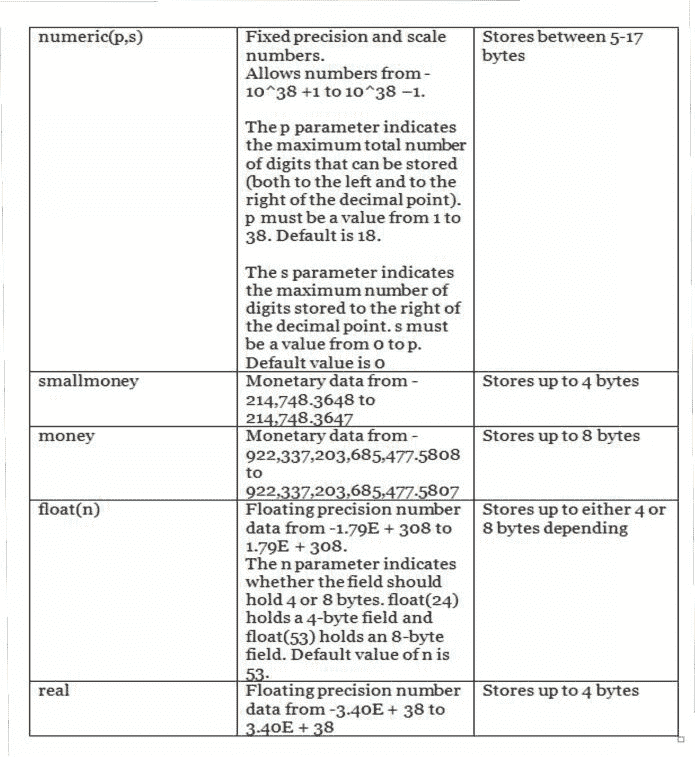 numeric(p,s)
Fixed precision and scale
numbers.
Allows numbers from -
10^38 +1 to 10^38 –1.
The p parameter indicates
the maximum total number
of digits that can be stored
(both to the left and to the
right of the decimal point).
p must be a value from 1 to
38. Default is 18.
The s parameter indicates
the maximum number of
digits stored to the right of
the decimal point. s must
be a value from 0 to p.
Default value is 0
Stores between 5-17
bytes
smallmoney
Monetary data from -
214,748.3648 to
214,748.3647
Stores up to 4 bytes
money
Monetary data from -
922,337,203,685,477.5808
to
922,337,203,685,477.5807
Stores up to 8 bytes
float(n)
Floating precision number
data from -1.79E + 308 to
1.79E + 308.
The n parameter indicates
whether the field should
hold 4 or 8 bytes. float(24)
holds a 4-byte field and
float(53) holds an 8-byte
field. Default value of n is
53.
Stores up to either 4 or
8 bytes depending
real
Floating precision number
data from -3.40E + 38 to
3.40E + 38
Stores up to 4 bytes